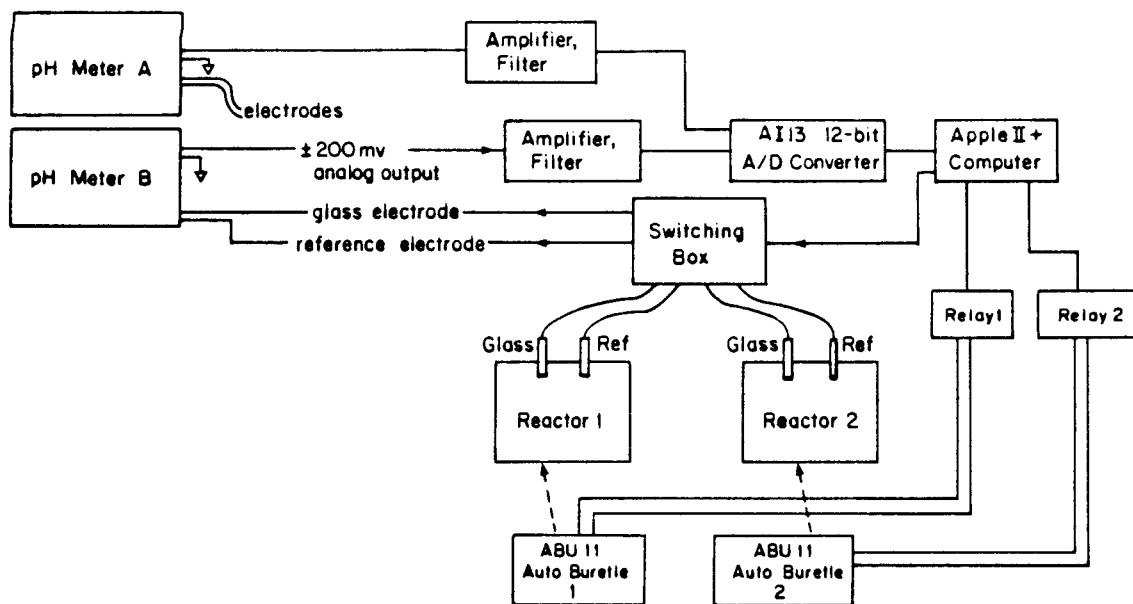 pH Meter A
electrodes
Amplifier,
Filter
AI13 12-bit
A/D Converter
Apple II +
Computer
pH Meter B
±200 mv
analog output
Amplifier,
Filter
glass electrode
reference electrode
Switching
Box
Relay1
Relay 2
Glass
Ref
Glass
Ref
Reactor 1
Reactor 2
ABU 11
Auto Burette
1
ABU 11
Auto Burette
2